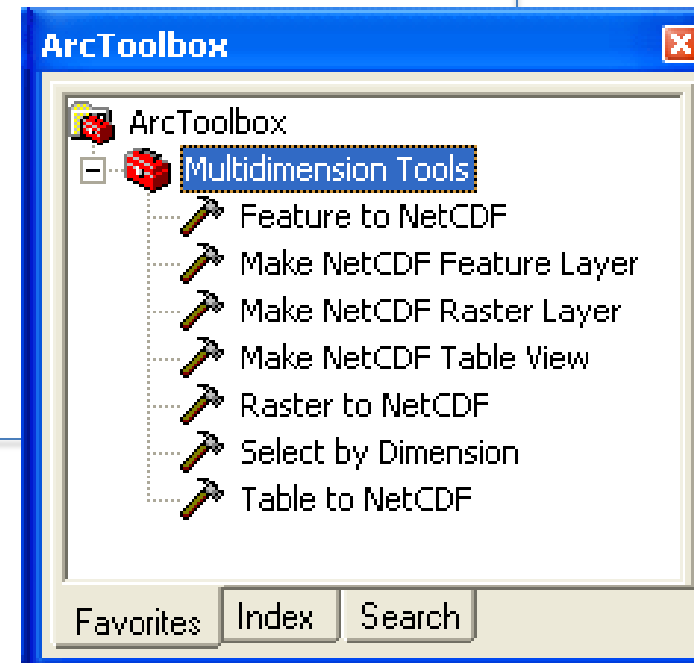 ArcToolbox
ArcToolbox
Multidimension Tools
Feature to NetCDF
Make NetCDF Feature Layer
Make NetCDF Raster Layer
Make NetCDF Table View
Raster to NetCDF
Select by Dimension
Table to NetCDF
Favorites Index Search